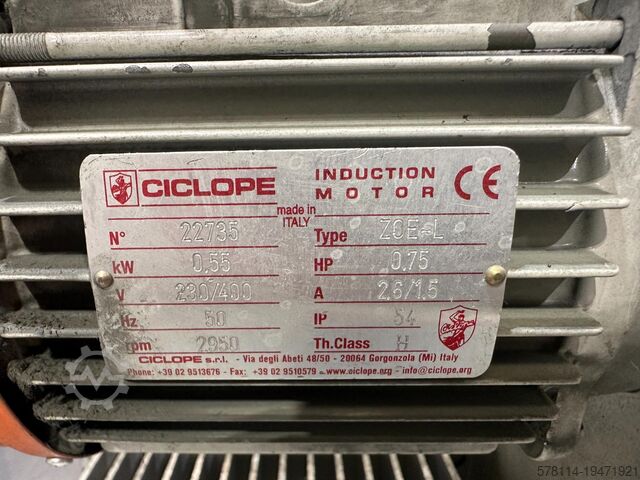 CICLOPE INDUCTION MOTOR CE
made in ITALY
N° 22735 Type ZCE-L
kW 0,55 HP 0,75
V 230/400 A 2,6/1,5
Hz 50 IP 54
rpm 2950 Th.Class H
CICLOPE s.r.l. - Via degli Abeti 48/50 - 20064 Gorgonzola (Mi) Italy
Phone: +39 02 9513676 - Fax: +39 02 9510579 - www.ciclope.org - info@ciclope.org
578114-19471921